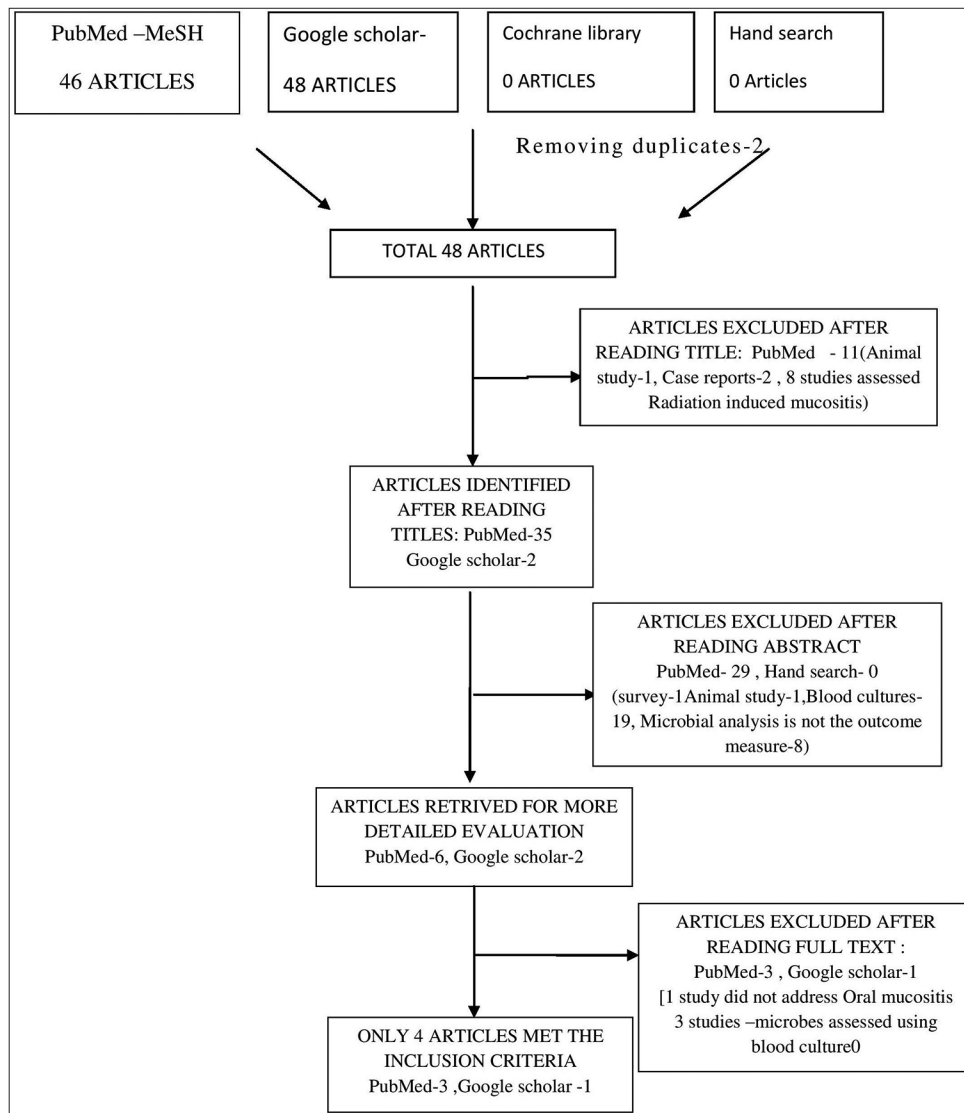 PubMed –MeSH
46 ARTICLES
Google scholar-
48 ARTICLES
Cochrane library
0 ARTICLES
Hand search
0 Articles
Removing duplicates-2
TOTAL 48 ARTICLES
ARTICLES EXCLUDED AFTER
READING TITLE: PubMed - 11(Animal
study-1, Case reports-2 , 8 studies assessed
Radiation induced mucositis)
ARTICLES IDENTIFIED
AFTER READING
TITLES: PubMed-35
Google scholar-2
ARTICLES EXCLUDED AFTER
READING ABSTRACT
PubMed- 29 , Hand search- 0
(survey-1Animal study-1,Blood cultures-
19, Microbial analysis is not the outcome
measure-8)
ARTICLES RETRIVED FOR MORE
DETAILED EVALUATION
PubMed-6, Google scholar-2
ARTICLES EXCLUDED AFTER
READING FULL TEXT :
PubMed-3 , Google scholar-1
[1 study did not address Oral mucositis
3 studies –microbes assessed using
blood culture0
ONLY 4 ARTICLES MET THE
INCLUSION CRITERIA
PubMed-3 ,Google scholar -1